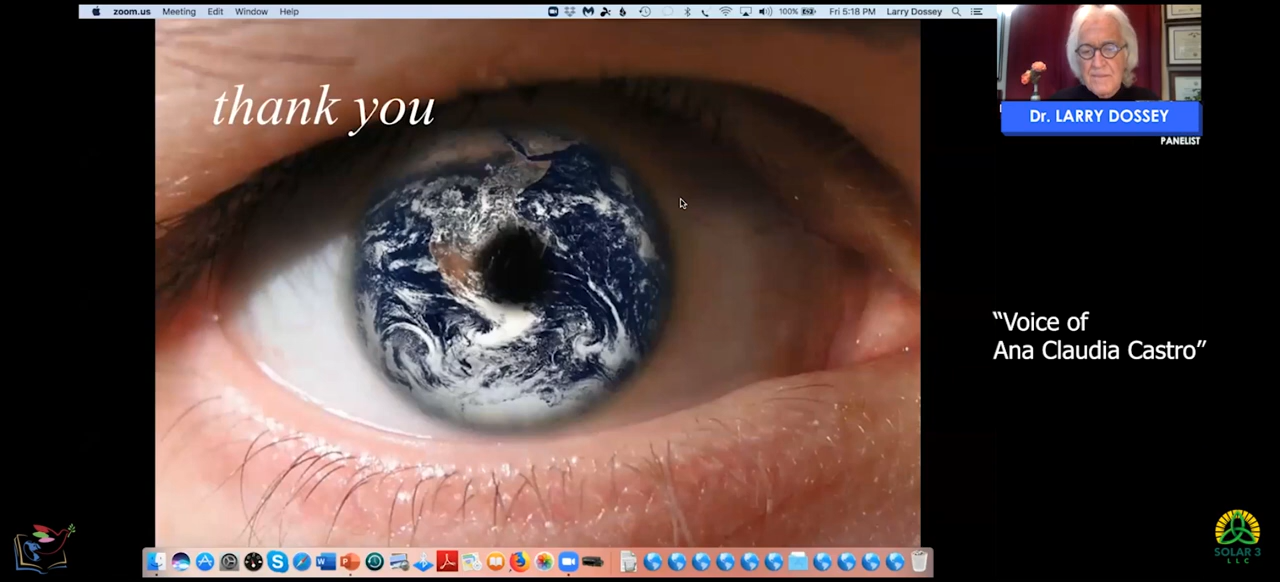 zoom.us Meeting Edit Window Help 100% Fri 5:18 PM Larry Dossey
thank you
Dr. LARRY DOSSEY
PANELIST
“Voice of
Ana Claudia Castro”
SOLAR 3
LLC